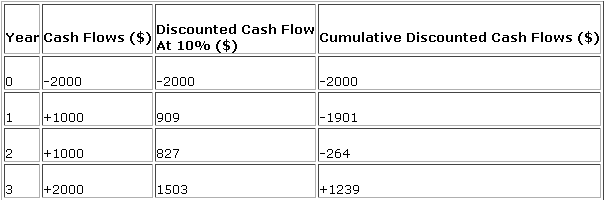 Year Cash Flows ($) Discounted Cash Flow At 10% ($) Cumulative Discounted Cash Flows ($)
0 -2000 -2000 -2000
1 +1000 909 -1901
2 +1000 827 -264
3 +2000 1503 +1239